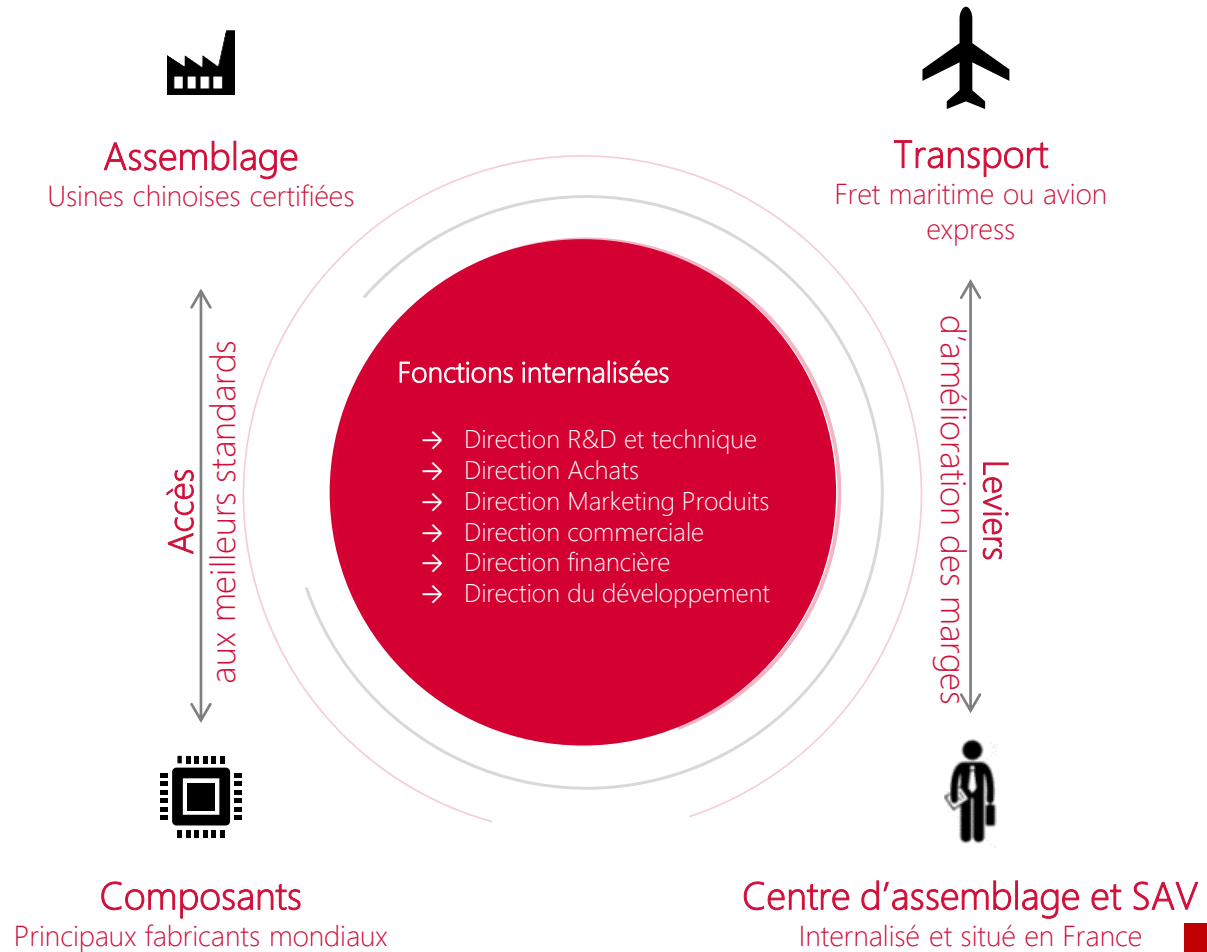 Assemblage
Usines chinoises certifiées
Transport
Fret maritime ou avion
express
Accès
aux meilleurs standards
Fonctions internalisées
→ Direction R&D et technique
→ Direction Achats
→ Direction Marketing Produits
→ Direction commerciale
→ Direction financière
→ Direction du développement
Leviers
d'amélioration des marges
Composants
Principaux fabricants mondiaux
Centre d'assemblage et SAV
Internalisé et situé en France